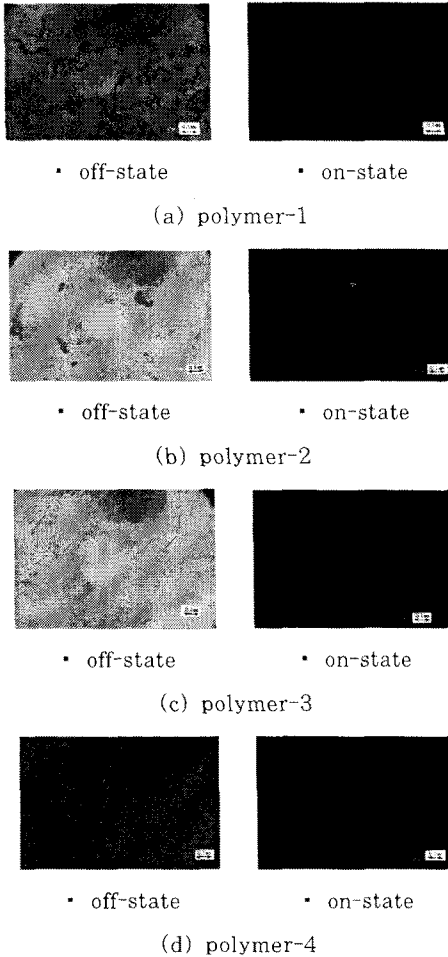 ▪ off-state ▪ on-state
(a) polymer-1
▪ off-state ▪ on-state
(b) polymer-2
▪ off-state ▪ on-state
(c) polymer-3
▪ off-state ▪ on-state
(d) polymer-4